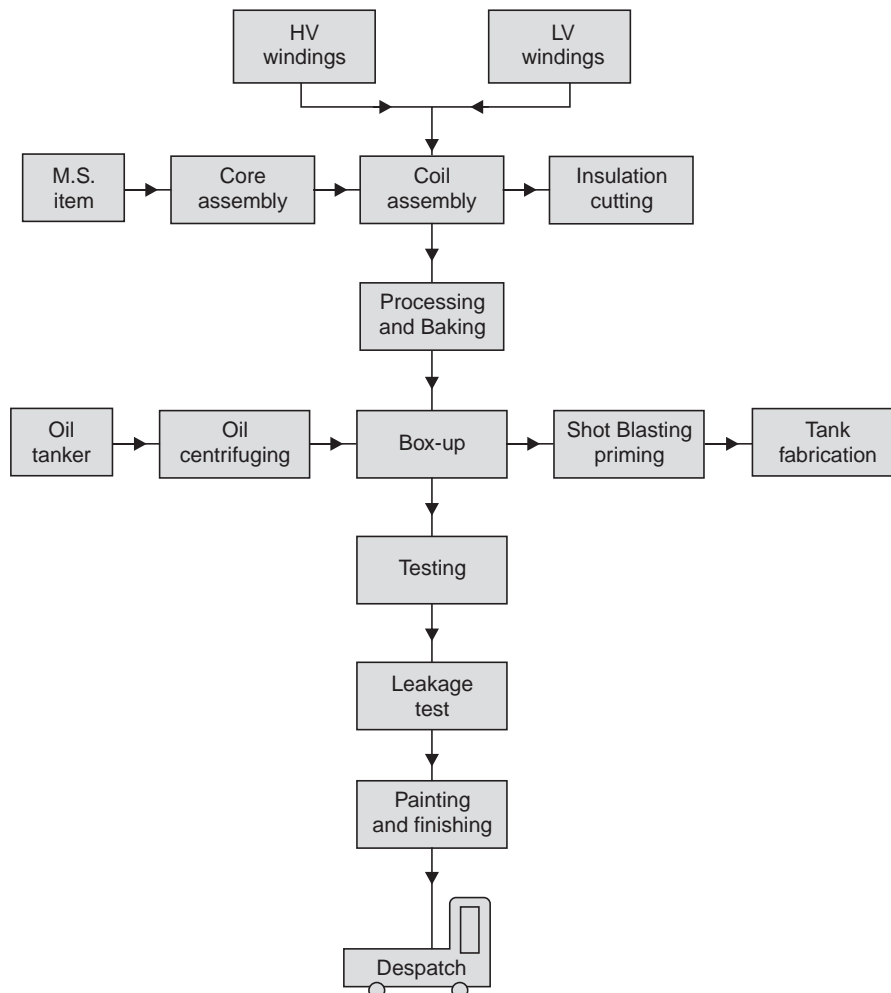 HV
windings
LV
windings
M.S.
item
Core
assembly
Coil
assembly
Insulation
cutting
Processing
and Baking
Oil
tanker
Oil
centrifuging
Box-up
Shot Blasting
priming
Tank
fabrication
Testing
Leakage
test
Painting
and finishing
Despatch